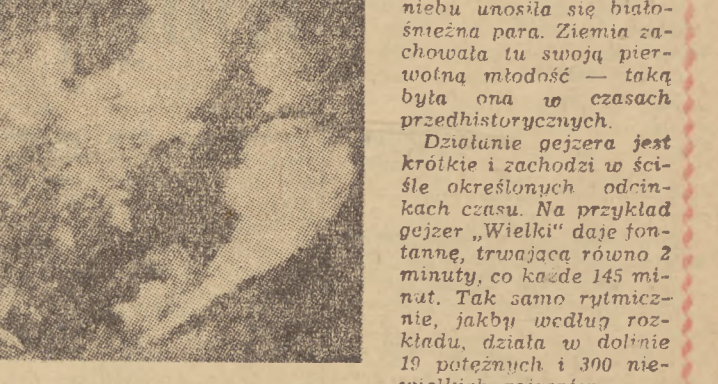 niebu unosiła się biało-
śnieżna para. Ziemia za-
chowała tu swoją pier-
wotną młodość — taką
była ona w czasach
przedhistorycznych.
Działanie gejzera jest
krótkie i zachodzi w ści-
śle określonych odcin-
kach czasu. Na przykład
gejzer „Wielki" daje fon-
tannę, trwającą równo 2
minuty, co każde 145 mi-
nut. Tak samo rytmicz-
nie, jakby według roz-
kładu, działa w dolinie
19 potężnych i 300 nie-